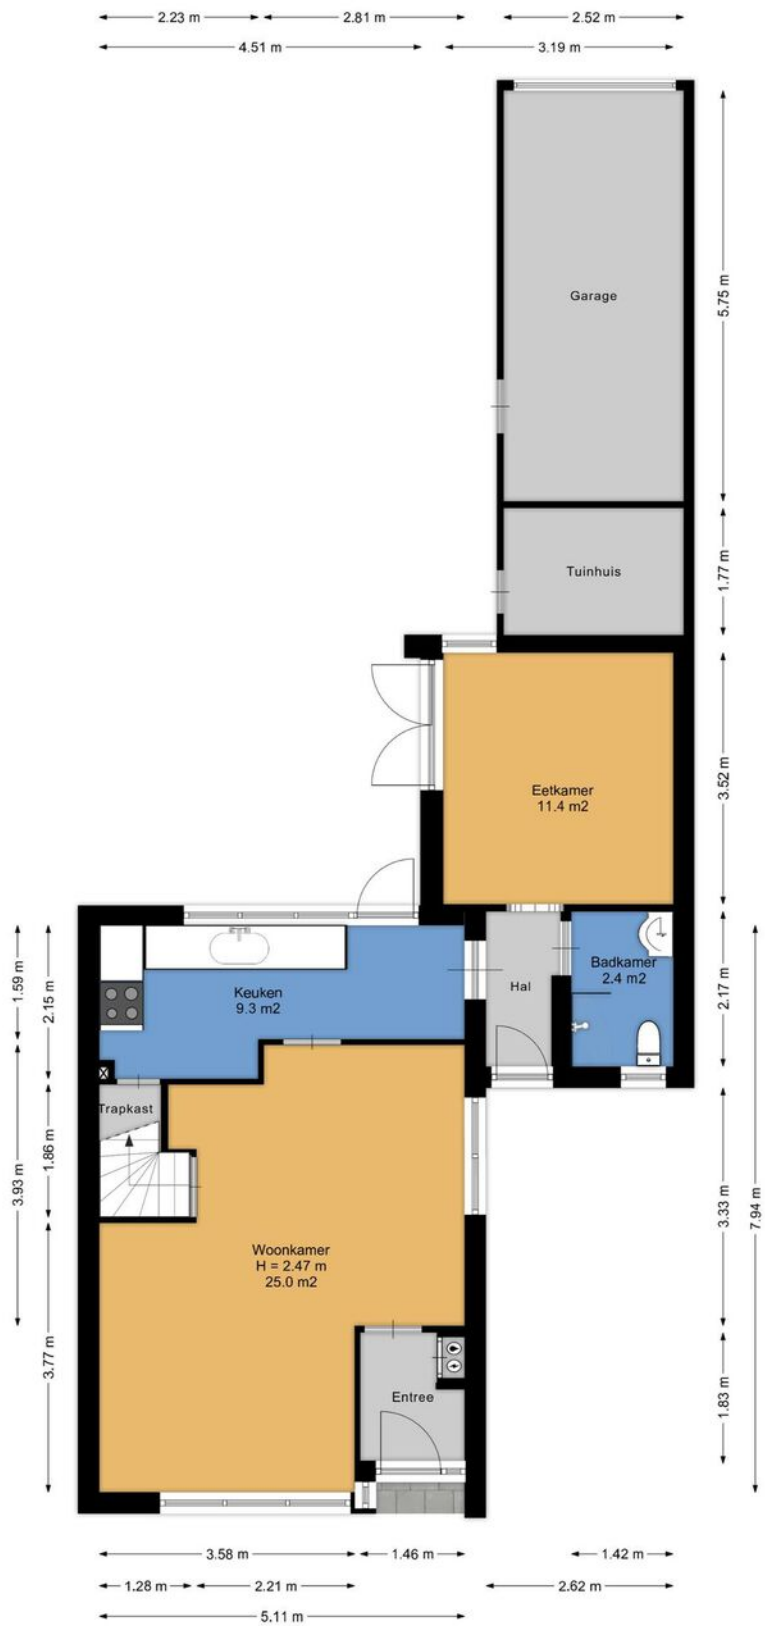 2.23 m
2.81 m
2.52 m
4.51 m
3.19 m
Garage
5.75 m
Tuinhuis
1.77 m
Eetkamer
11.4 m2
3.52 m
Keuken
9.3 m2
Hal
Badkamer
2.4 m2
1.59 m
2.15 m
2.17 m
Trapkast
1.86 m
3.93 m
3.33 m
7.94 m
Woonkamer
H = 2.47 m
25.0 m2
3.77 m
Entree
1.83 m
3.58 m
1.46 m
1.42 m
1.28 m
2.21 m
2.62 m
5.11 m